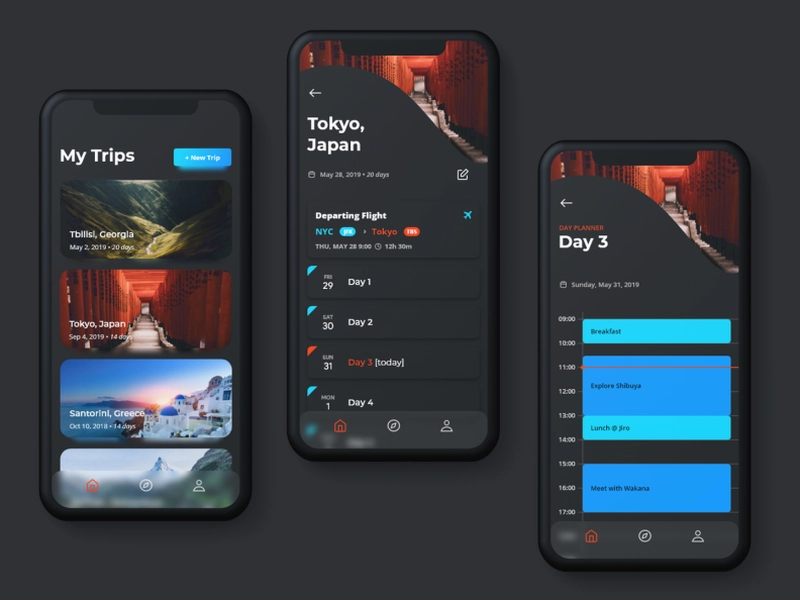 My Trips
+ New Trip
Tbilisi, Georgia
May 2, 2019 • 20 days
Tokyo, Japan
Sep 4, 2019 • 14 days
Santorini, Greece
Oct 10, 2018 • 14 days
Tokyo,
Japan
May 28, 2019 • 20 days
Departing Flight
NYC JFK › Tokyo
THU, MAY 28 9:00 12h 30m
FRI
29 Day 1
SAT
30 Day 2
SUN
31 Day 3 [today]
MON
1 Day 4
DAY PLANNER
Day 3
Sunday, May 31, 2019
09:00
Breakfast
10:00
11:00
Explore Shibuya
12:00
13:00
Lunch @ Jiro
14:00
15:00
16:00 Meet with Wakana
17:00